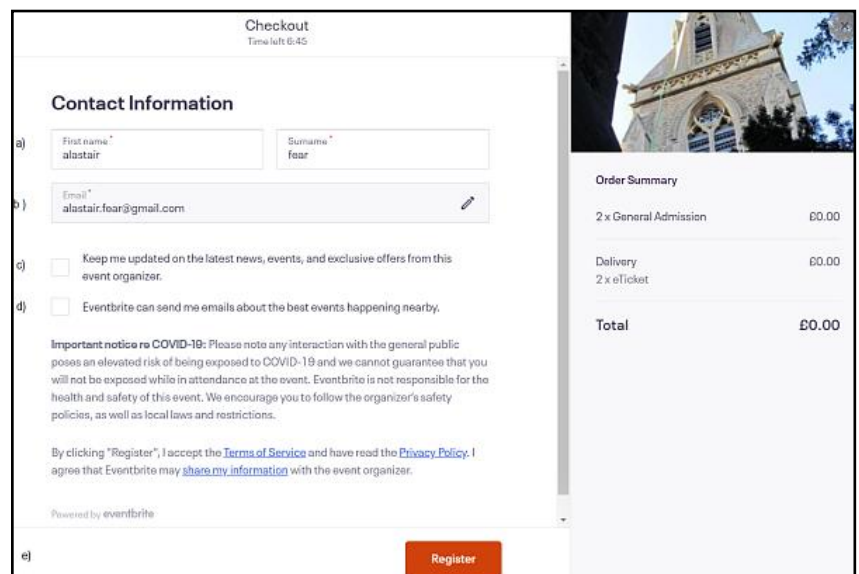 Checkout
Time left 6:45
Contact Information
a)
First name*
alastair
Surname*
fear
b)
Email*
alastair.fear@gmail.com
c)
Keep me updated on the latest news, events, and exclusive offers from this
event organizer.
d)
Eventbrite can send me emails about the best events happening nearby.
Important notice re COVID-19: Please note any interaction with the general public
poses an elevated risk of being exposed to COVID-19 and we cannot guarantee that you
will not be exposed while in attendance at the event. Eventbrite is not responsible for the
health and safety of this event. We encourage you to follow the organizer's safety
policies, as well as local laws and restrictions.
By clicking "Register", I accept the Terms of Service and have read the Privacy Policy. I
agree that Eventbrite may share my information with the event organizer.
Powered by eventbrite
e)
Register
Order Summary
2 x General Admission £0.00
Delivery £0.00
2 x eTicket
Total £0.00